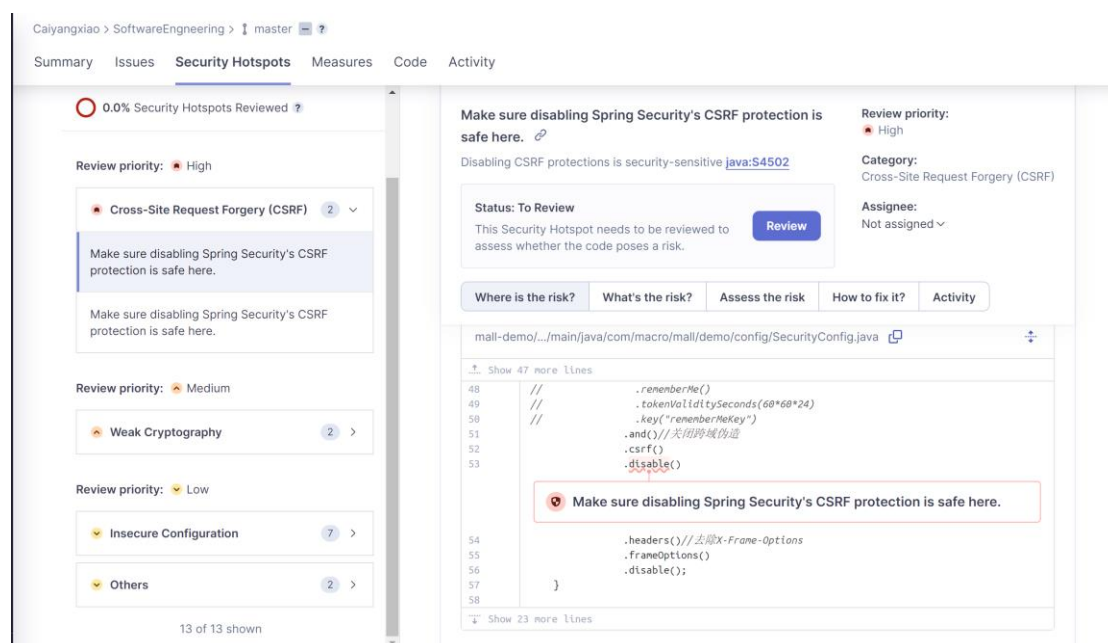 Caiyangxiao > SoftwareEngneering > master ?
Summary Issues Security Hotspots Measures Code Activity
0.0% Security Hotspots Reviewed ?
Review priority: High
Cross-Site Request Forgery (CSRF) 2
Make sure disabling Spring Security's CSRF
protection is safe here.
Make sure disabling Spring Security's CSRF
protection is safe here.
Review priority: Medium
Weak Cryptography 2
Review priority: Low
Insecure Configuration 7
Others 2
13 of 13 shown
Make sure disabling Spring Security's CSRF protection is
safe here.
Disabling CSRF protections is security-sensitive java:S4502
Review priority:
High
Category:
Cross-Site Request Forgery (CSRF)
Assignee:
Not assigned
Status: To Review
This Security Hotspot needs to be reviewed to
assess whether the code poses a risk.
Review
Where is the risk? What's the risk? Assess the risk How to fix it? Activity
mall-demo/.../main/java/com/macro/mall/demo/config/SecurityConfig.java
Show 47 more lines
48 // .rememberMe()
49 // .tokenValiditySeconds(60*60*24)
50 // .key("rememberMeKey")
51 .and()//关闭跨域伪造
52 .csrf()
53 .disable()
Make sure disabling Spring Security's CSRF protection is safe here.
54 .headers()//去除X-Frame-Options
55 .frameOptions()
56 .disable();
57 }
58
Show 23 more lines